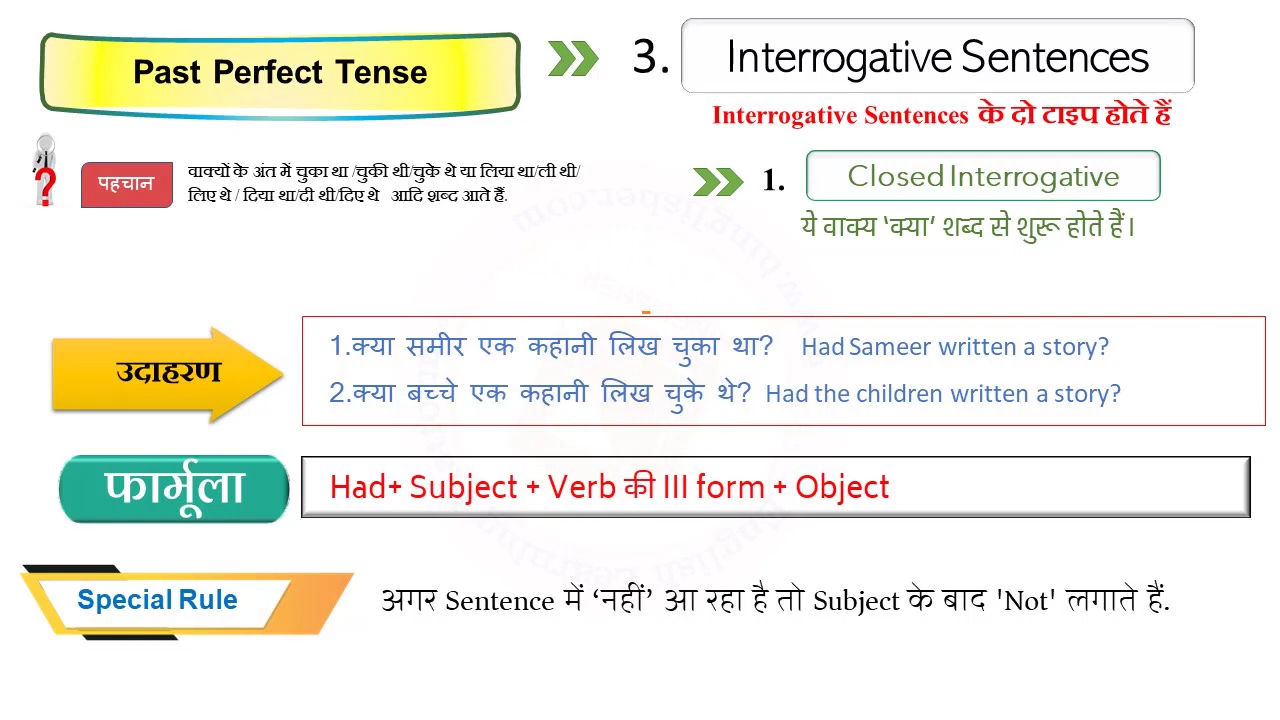 Past Perfect Tense
3. Interrogative Sentences
Interrogative Sentences के दो टाइप होते हैं
पहचान
वाक्यों के अंत में चुका था /चुकी थी/चुके थे या लिया था/ली थी/
लिए थे / दिया था/दी थी/दिए थे आदि शब्द आते हैं.
1. Closed Interrogative
ये वाक्य ‘क्या’ शब्द से शुरू होते हैं।
उदाहरण
1.क्या समीर एक कहानी लिख चुका था? Had Sameer written a story?
2.क्या बच्चे एक कहानी लिख चुके थे? Had the children written a story?
फार्मूला
Had+ Subject + Verb की III form + Object
Special Rule
अगर Sentence में ‘नहीं’ आ रहा है तो Subject के बाद 'Not' लगाते हैं.